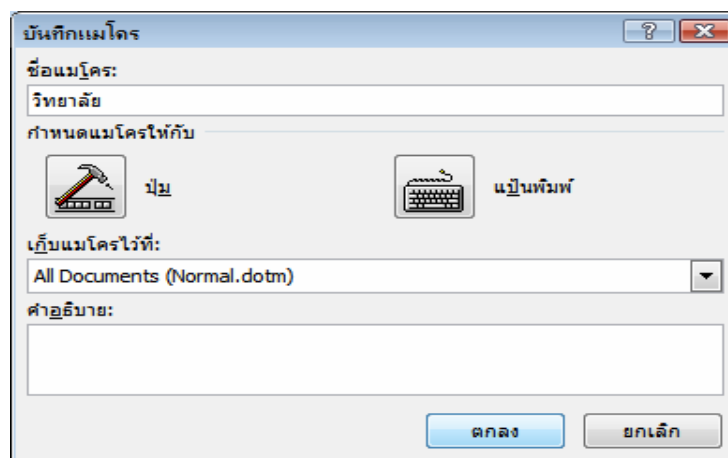 บันทึกแมโคร
ชื่อแมโคร:
วิทยาลัย
กำหนดแมโครให้กับ
ปุ่ม แป้นพิมพ์
เก็บแมโครไว้ที่:
All Documents (Normal.dotm)
คำอธิบาย:
ตกลง ยกเลิก